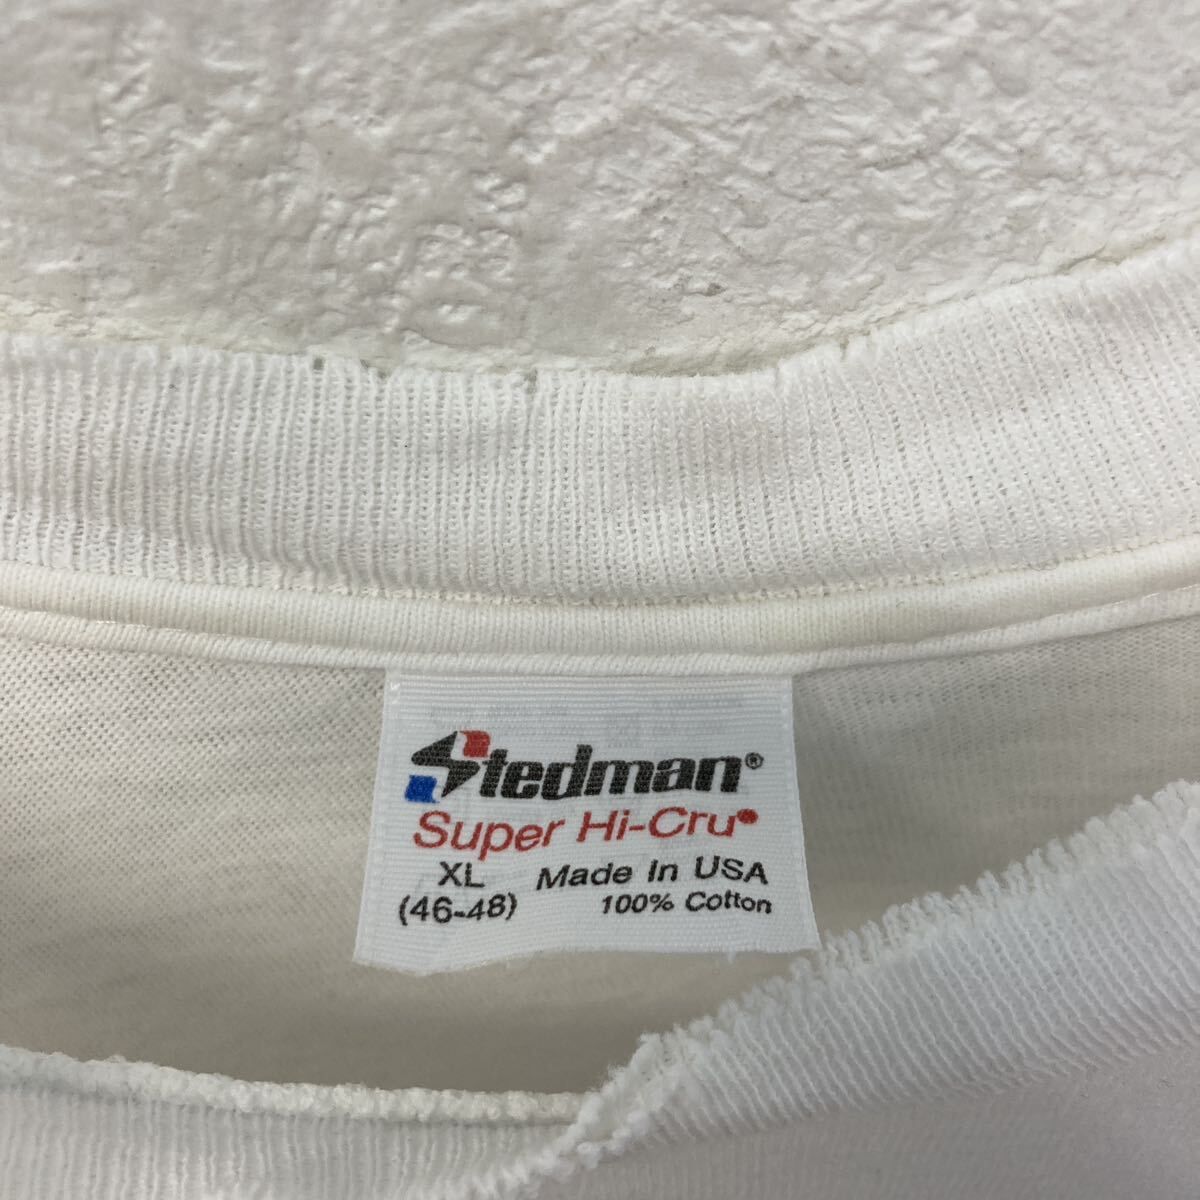 Stedman®
Super Hi-Cru®
XL Made In USA
(46-48) 100% Cotton